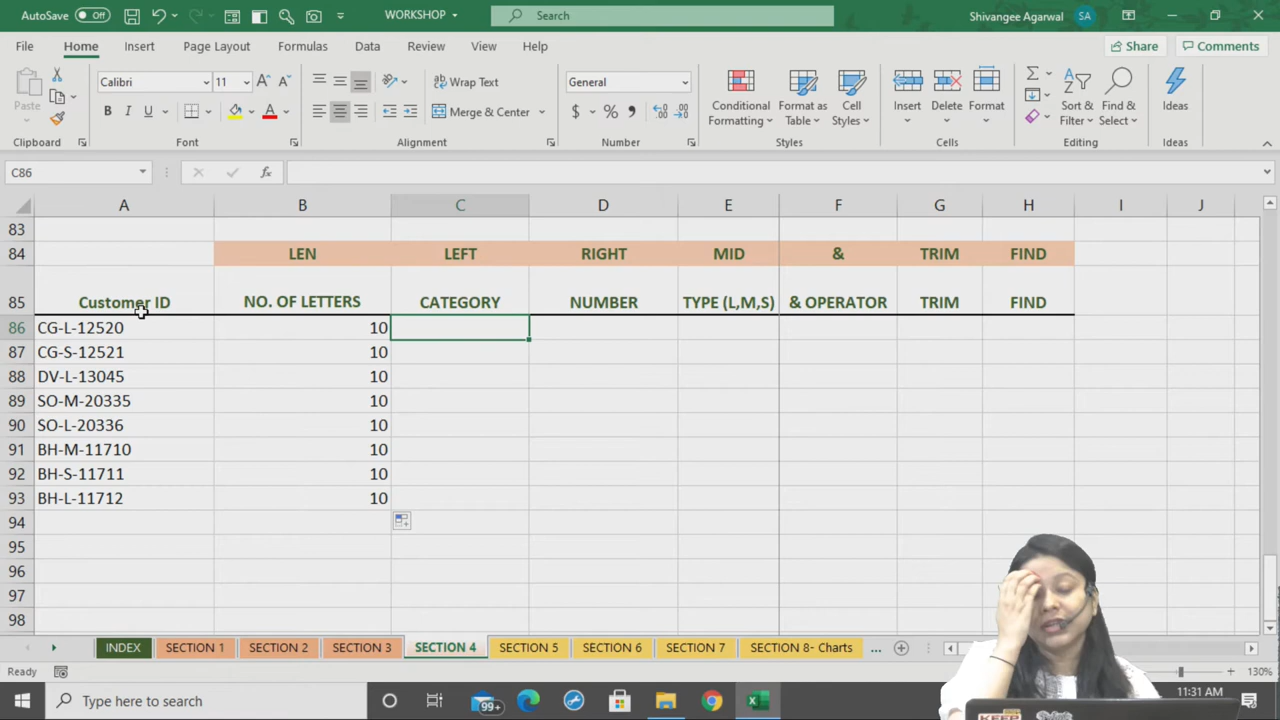 AutoSave Off WORKSHOP Search Shivangee Agarwal SA
File Home Insert Page Layout Formulas Data Review View Help Share Comments
Paste Calibri 11 Wrap Text General Conditional Formatting Format as Table Cell Styles Insert Delete Format Sort & Filter Find & Select Ideas
B I U Merge & Center $ %
Clipboard Font Alignment Number Styles Cells Editing Ideas
C86 fx
A B C D E F G H I J
83
84 LEN LEFT RIGHT MID & TRIM FIND
85 Customer ID NO. OF LETTERS CATEGORY NUMBER TYPE (L,M,S) & OPERATOR TRIM FIND
86 CG-L-12520 10
87 CG-S-12521 10
88 DV-L-13045 10
89 SO-M-20335 10
90 SO-L-20336 10
91 BH-M-11710 10
92 BH-S-11711 10
93 BH-L-11712 10
94
95
96
97
98
INDEX SECTION 1 SECTION 2 SECTION 3 SECTION 4 SECTION 5 SECTION 6 SECTION 7 SECTION 8- Charts ...
Ready 130%
Type here to search 99+ 11:31 AM
KEEP